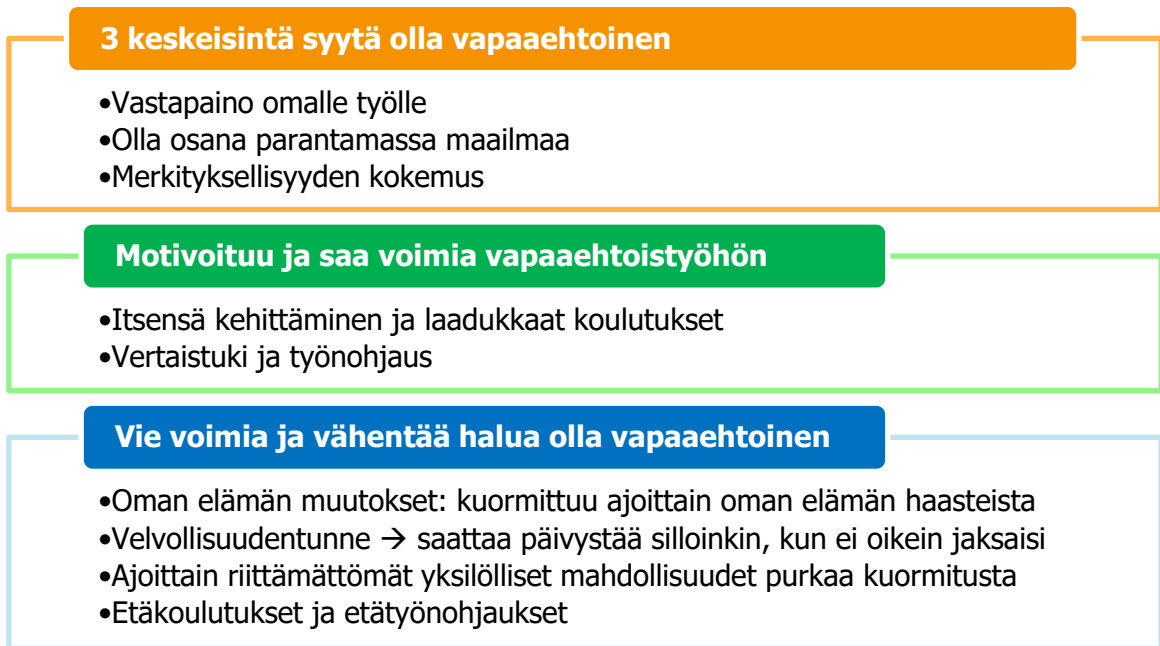 3 keskeisintä syytä olla vapaaehtoinen
•Vastapaino omalle työlle
•Olla osana parantamassa maailmaa
•Merkityksellisyyden kokemus
Motivoituu ja saa voimia vapaaehtoistyöhön
•Itsensä kehittäminen ja laadukkaat koulutukset
•Vertaistuki ja työnohjaus
Vie voimia ja vähentää halua olla vapaaehtoinen
•Oman elämän muutokset: kuormittuu ajoittain oman elämän haasteista
•Velvollisuudentunne → saattaa päivystää silloinkin, kun ei oikein jaksaisi
•Ajoittain riittämättömät yksilölliset mahdollisuudet purkaa kuormitusta
•Etäkoulutukset ja etätyönohjaukset